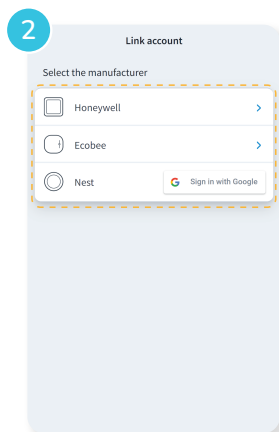 2
Link account
Select the manufacturer
Honeywell
Ecobee
Nest
Sign in with Google